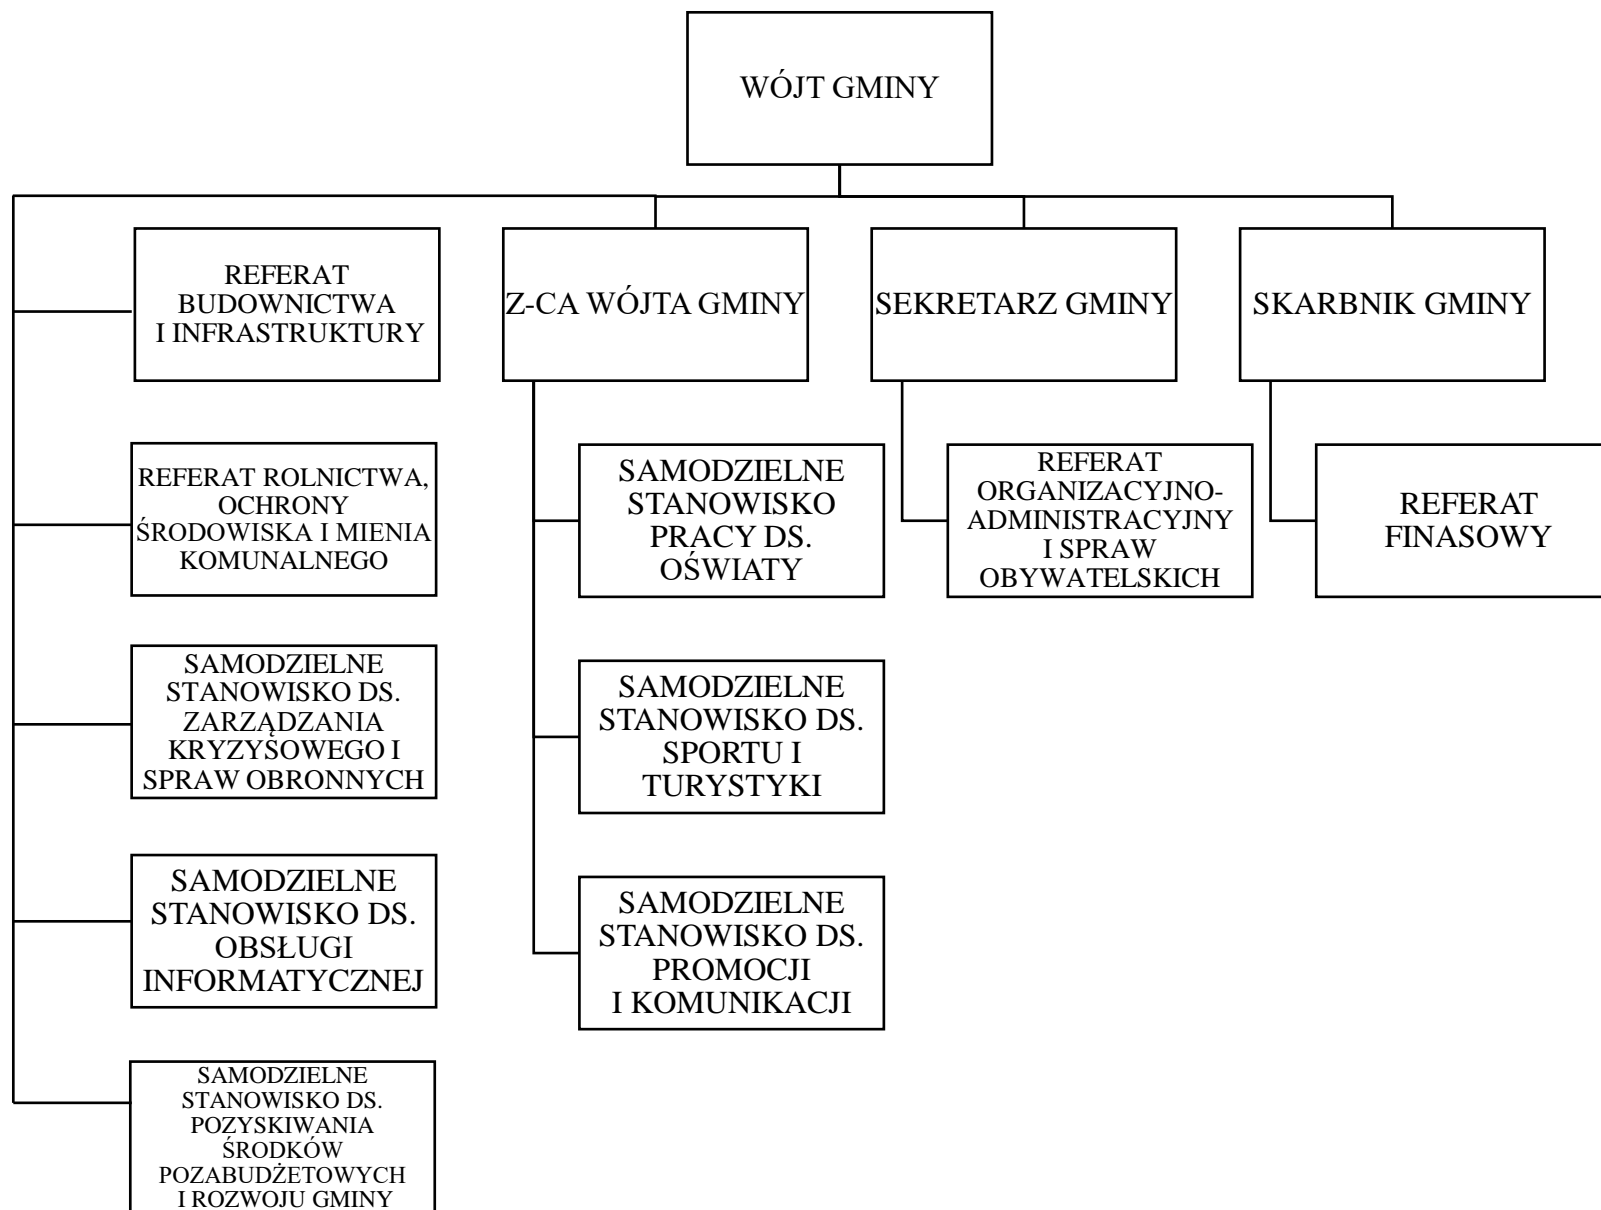 WÓJT GMINY
REFERAT
BUDOWNICTWA
I INFRASTRUKTURY
Z-CA WÓJTA GMINY
SEKRETARZ GMINY
SKARBNIK GMINY
REFERAT ROLNICTWA,
OCHRONY
ŚRODOWISKA I MIENIA
KOMUNALNEGO
SAMODZIELNE
STANOWISKO
PRACY DS.
OŚWIATY
REFERAT
ORGANIZACYJNO-
ADMINISTRACYJNY
I SPRAW
OBYWATELSKICH
REFERAT
FINASOWY
SAMODZIELNE
STANOWISKO DS.
ZARZĄDZANIA
KRYZYSOWEGO I
SPRAW OBRONNYCH
SAMODZIELNE
STANOWISKO DS.
SPORTU I
TURYSTYKI
SAMODZIELNE
STANOWISKO DS.
OBSŁUGI
INFORMATYCZNEJ
SAMODZIELNE
STANOWISKO DS.
PROMOCJI
I KOMUNIKACJI
SAMODZIELNE
STANOWISKO DS.
POZYSKIWANIA
ŚRODKÓW
POZABUDŻETOWYCH
I ROZWOJU GMINY